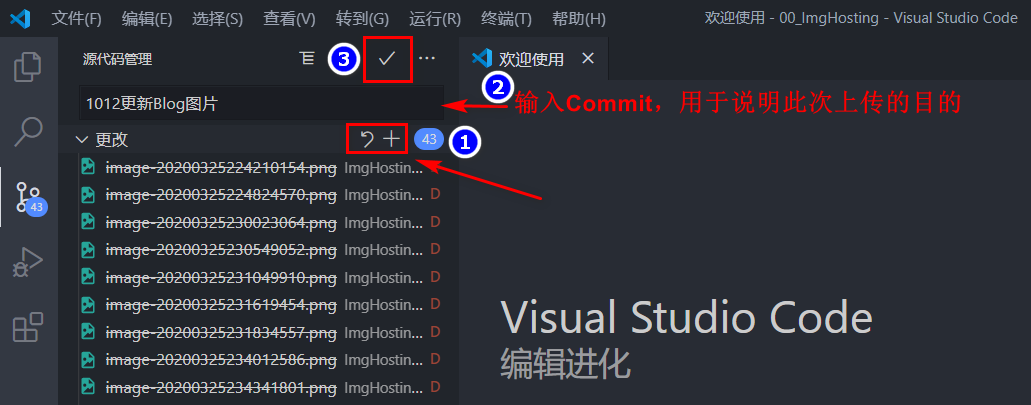 文件(F) 编辑(E) 选择(S) 查看(V) 转到(G) 运行(R) 终端(T) 帮助(H) 欢迎使用 - 00_ImgHosting - Visual Studio Code
源代码管理 3 ··· 欢迎使用
2
1012更新Blog图片 输入Commit，用于说明此次上传的目的
更改 43 1
image-20200325224210154.png ImgHostin...
image-20200325224824570.png ImgHostin... D
43
image-20200325230023064.png ImgHostin... D
image-20200325230549052.png ImgHostin... D
image-20200325231049910.png ImgHostin... D
image-20200325231619454.png ImgHostin... D
image-20200325231834557.png ImgHostin... D
image-20200325234012586.png ImgHostin... D
image-20200325234341801.png ImgHostin... D
Visual Studio Code
编辑进化